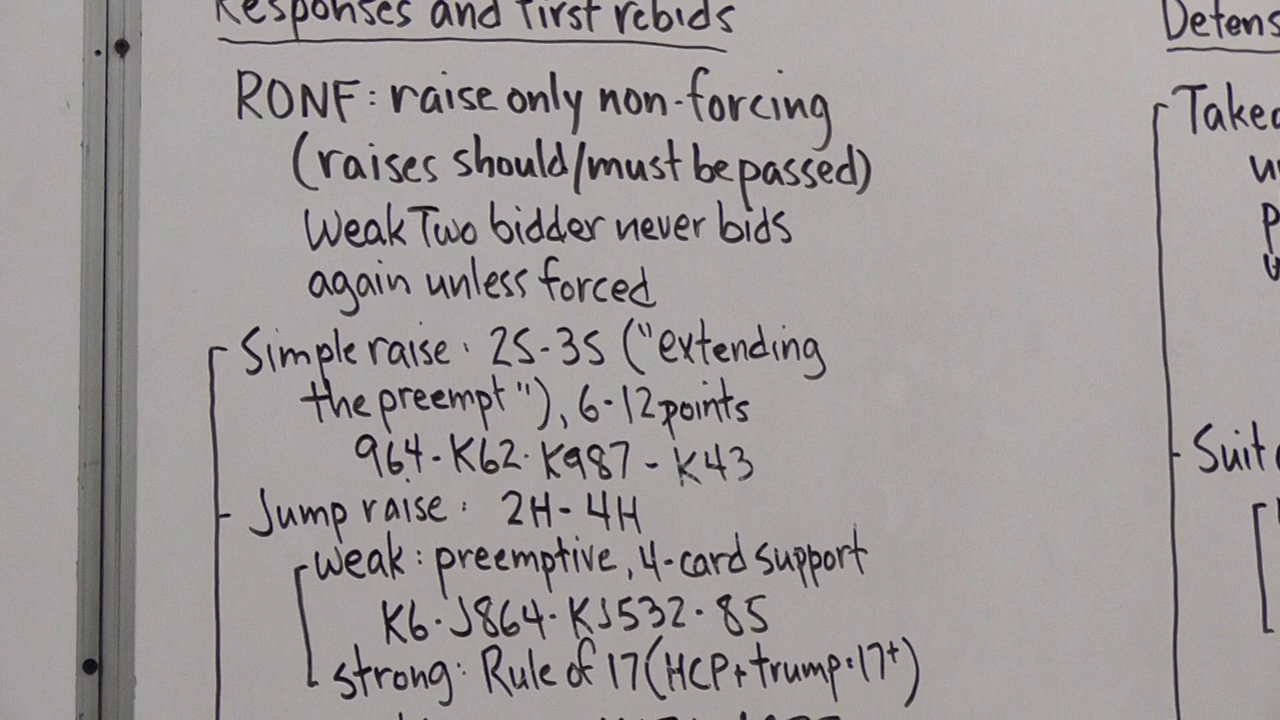 Responses and first rebids
RONF: raise only non-forcing
(raises should/must be passed)
Weak Two bidder never bids
again unless forced
Simple raise: 2S-3S ("extending
the preempt"), 6-12 points
964-K62-K987-K43
Jump raise: 2H-4H
weak: preemptive, 4-card support
K6-J864-KJ532-85
strong: Rule of 17 (HCP+trump=17+)
Defens
Takeo
Suit